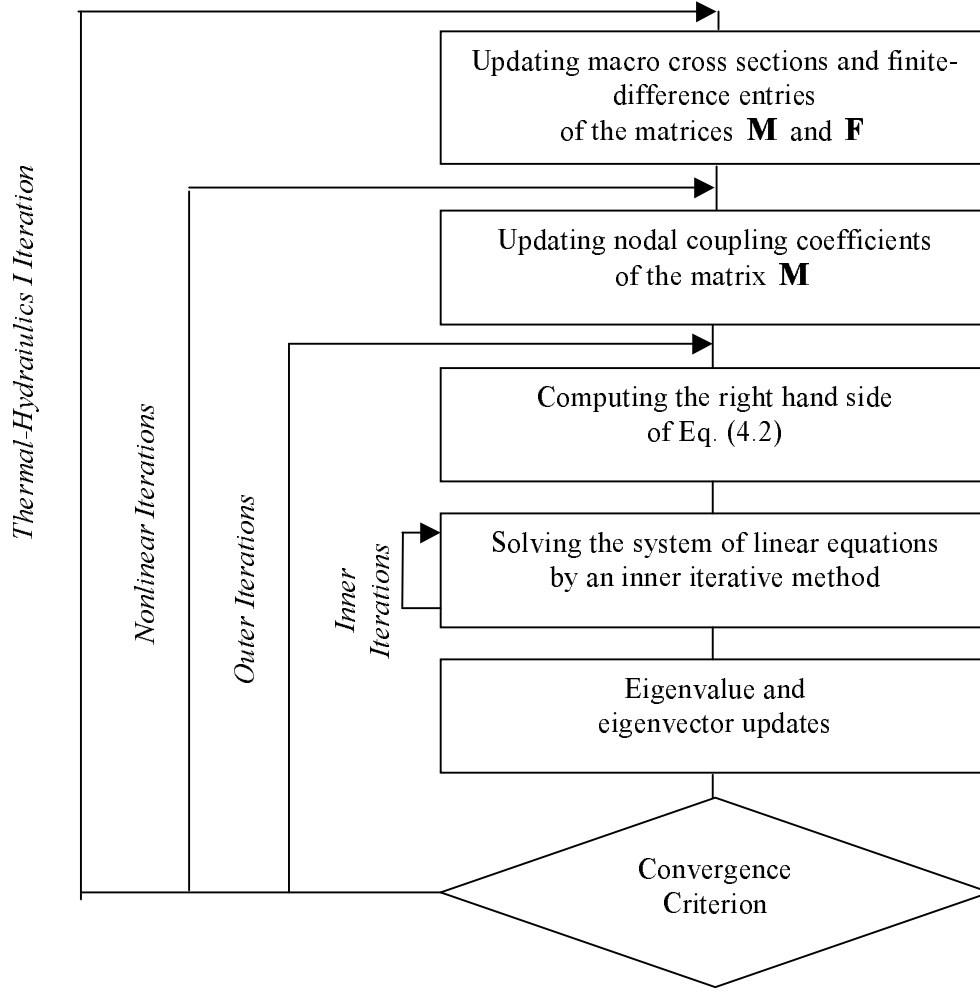 Updating macro cross sections and finite-
difference entries
of the matrices M and F
Updating nodal coupling coefficients
of the matrix M
Computing the right hand side
of Eq. (4.2)
Solving the system of linear equations
by an inner iterative method
Eigenvalue and
eigenvector updates
Convergence
Criterion
Thermal-Hydraiulics I Iteration
Nonlinear Iterations
Outer Iterations
Inner
Iterations